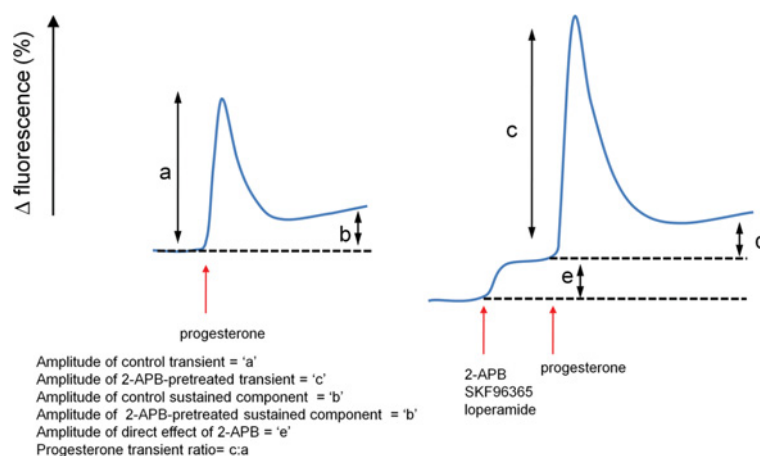 Δ fluorescence (%)
a
b
progesterone
c
e
2-APB
SKF96365
loperamide
progesterone
Amplitude of control transient = ‘a’
Amplitude of 2-APB-pretreated transient = ‘c’
Amplitude of control sustained component = ‘b’
Amplitude of 2-APB-pretreated sustained component = ‘b’
Amplitude of direct effect of 2-APB = ‘e’
Progesterone transient ratio= c:a